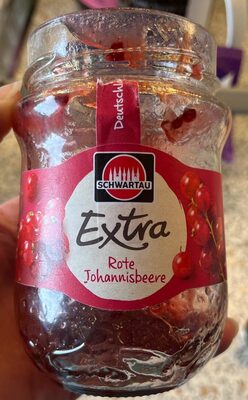 Deutschl
SCHWARTAU
Extra
Rote
Johannisbeere